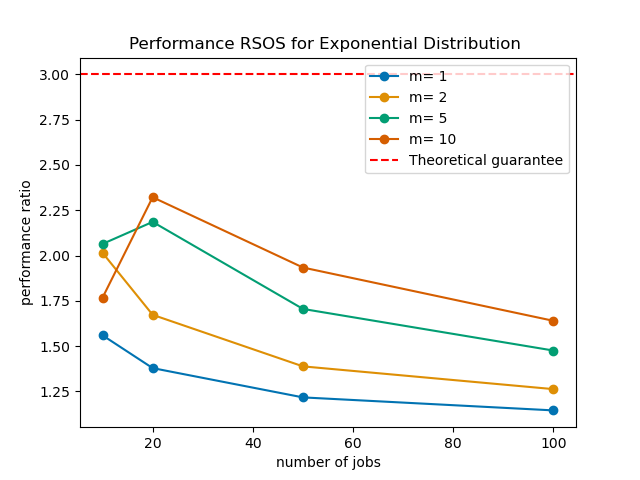 Performance RSOS for Exponential Distribution
performance ratio
3.00
2.75
2.50
2.25
2.00
1.75
1.50
1.25
m= 1
m= 2
m= 5
m= 10
Theoretical guarantee
20
40
60
80
100
number of jobs